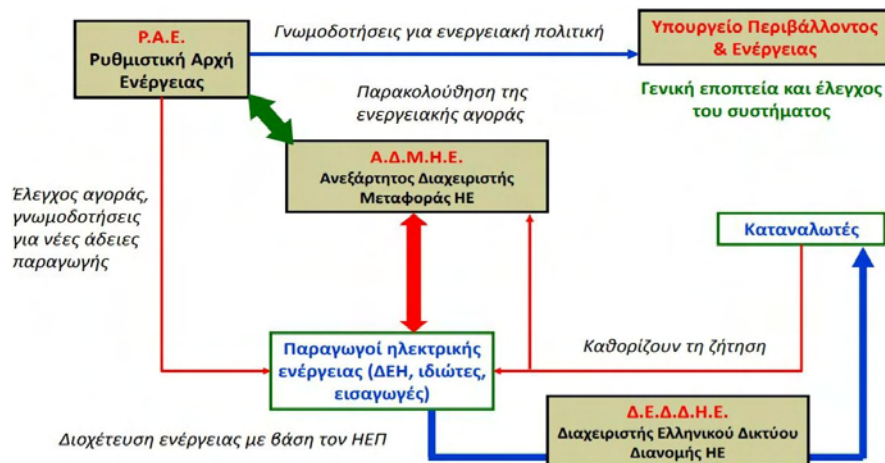 Ρ.Α.Ε.
Ρυθμιστική Αρχή
Ενέργειας
Γνωμοδοτήσεις για ενεργειακή πολιτική
Υπουργείο Περιβάλλοντος
& Ενέργειας
Γενική εποπτεία και έλεγχος
του συστήματος
Παρακολούθηση της
ενεργειακής αγοράς
Α.Δ.Μ.Η.Ε.
Ανεξάρτητος Διαχειριστής
Μεταφοράς ΗΕ
Έλεγχος αγοράς,
γνωμοδοτήσεις
για νέες άδειες
παραγωγής
Καταναλωτές
Παραγωγοί ηλεκτρικής
ενέργειας (ΔΕΗ, ιδιώτες,
εισαγωγές)
Καθορίζουν τη ζήτηση
Διοχέτευση ενέργειας με βάση τον ΗΕΠ
Δ.Ε.Δ.Δ.Η.Ε.
Διαχειριστής Ελληνικού Δικτύου
Διανομής ΗΕ